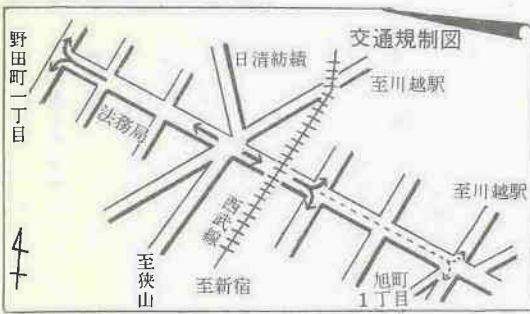 交通規制図
野田町一丁目
日清紡績
至川越駅
法務局
西武線
至川越駅
至狭山
至新宿
旭町
1丁目